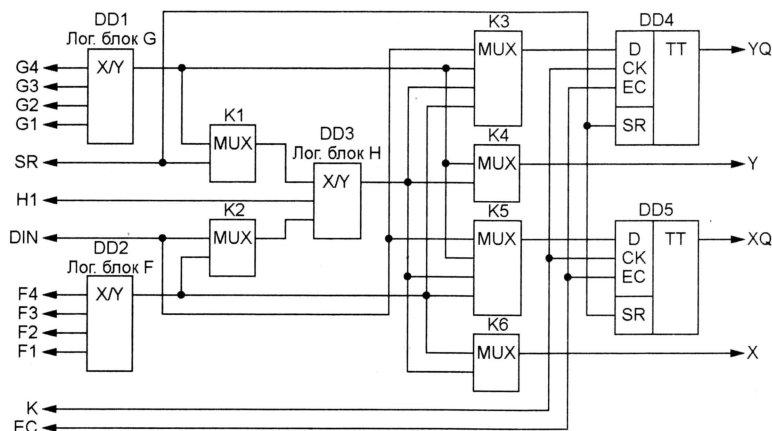 DD1
Лог. блок G
X/Y
G4
G3
G2
G1
SR
H1
DIN
DD2
Лог. блок F
X/Y
F4
F3
F2
F1
K
EC
K1
MUX
K2
MUX
DD3
Лог. блок H
X/Y
K3
MUX
K4
MUX
K5
MUX
K6
MUX
DD4
D TT
CK
EC
SR
YQ
Y
DD5
D TT
CK
EC
SR
XQ
X